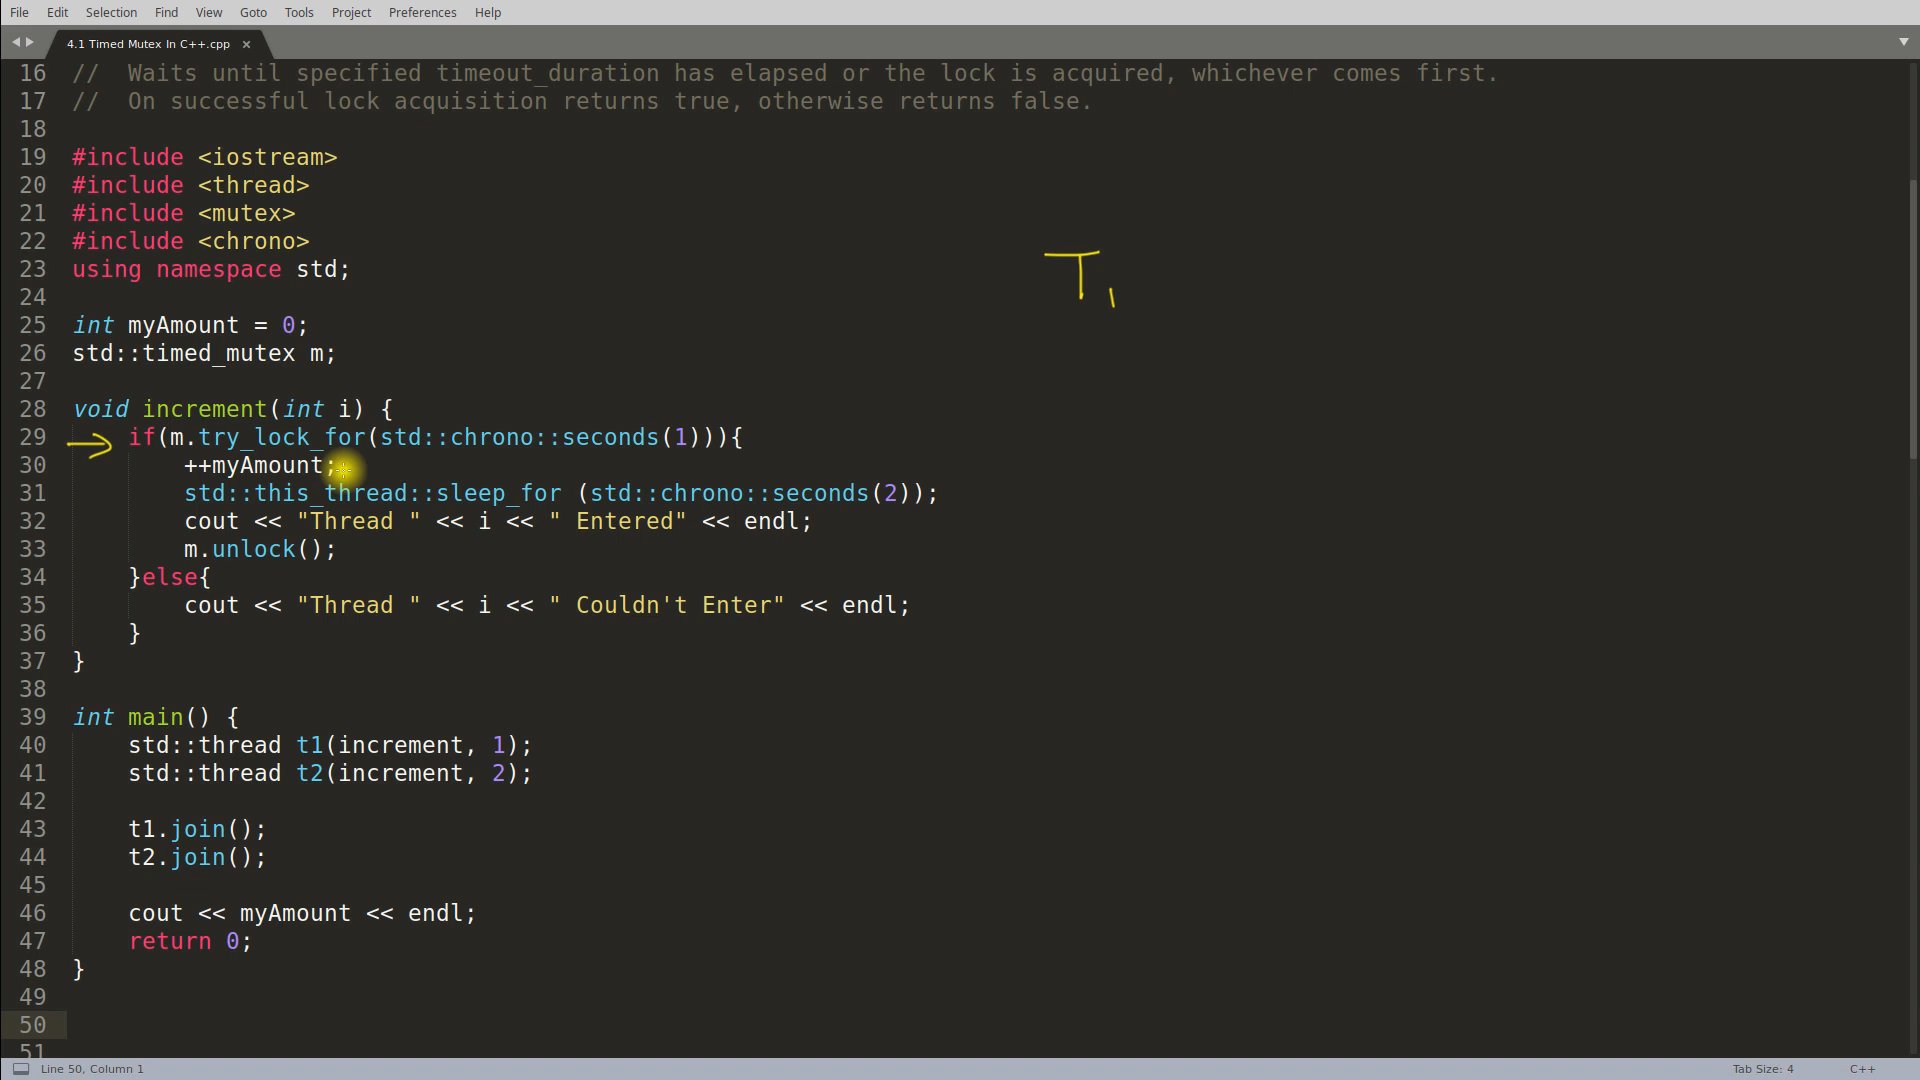 File Edit Selection Find View Goto Tools Project Preferences Help
4.1 Timed Mutex In C++.cpp ×
16 //  Waits until specified timeout_duration has elapsed or the lock is acquired, whichever comes first.
17 //  On successful lock acquisition returns true, otherwise returns false.
18
19 #include <iostream>
20 #include <thread>
21 #include <mutex>
22 #include <chrono>
23 using namespace std;
T1
24
25 int myAmount = 0;
26 std::timed_mutex m;
27
28 void increment(int i) {
29     if(m.try_lock_for(std::chrono::seconds(1))){
30         ++myAmount;
31         std::this_thread::sleep_for (std::chrono::seconds(2));
32         cout << "Thread " << i << " Entered" << endl;
33         m.unlock();
34     }else{
35         cout << "Thread " << i << " Couldn't Enter" << endl;
36     }
37 }
38
39 int main() {
40     std::thread t1(increment, 1);
41     std::thread t2(increment, 2);
42
43     t1.join();
44     t2.join();
45
46     cout << myAmount << endl;
47     return 0;
48 }
49
50
51
Line 50, Column 1 Tab Size: 4 C++